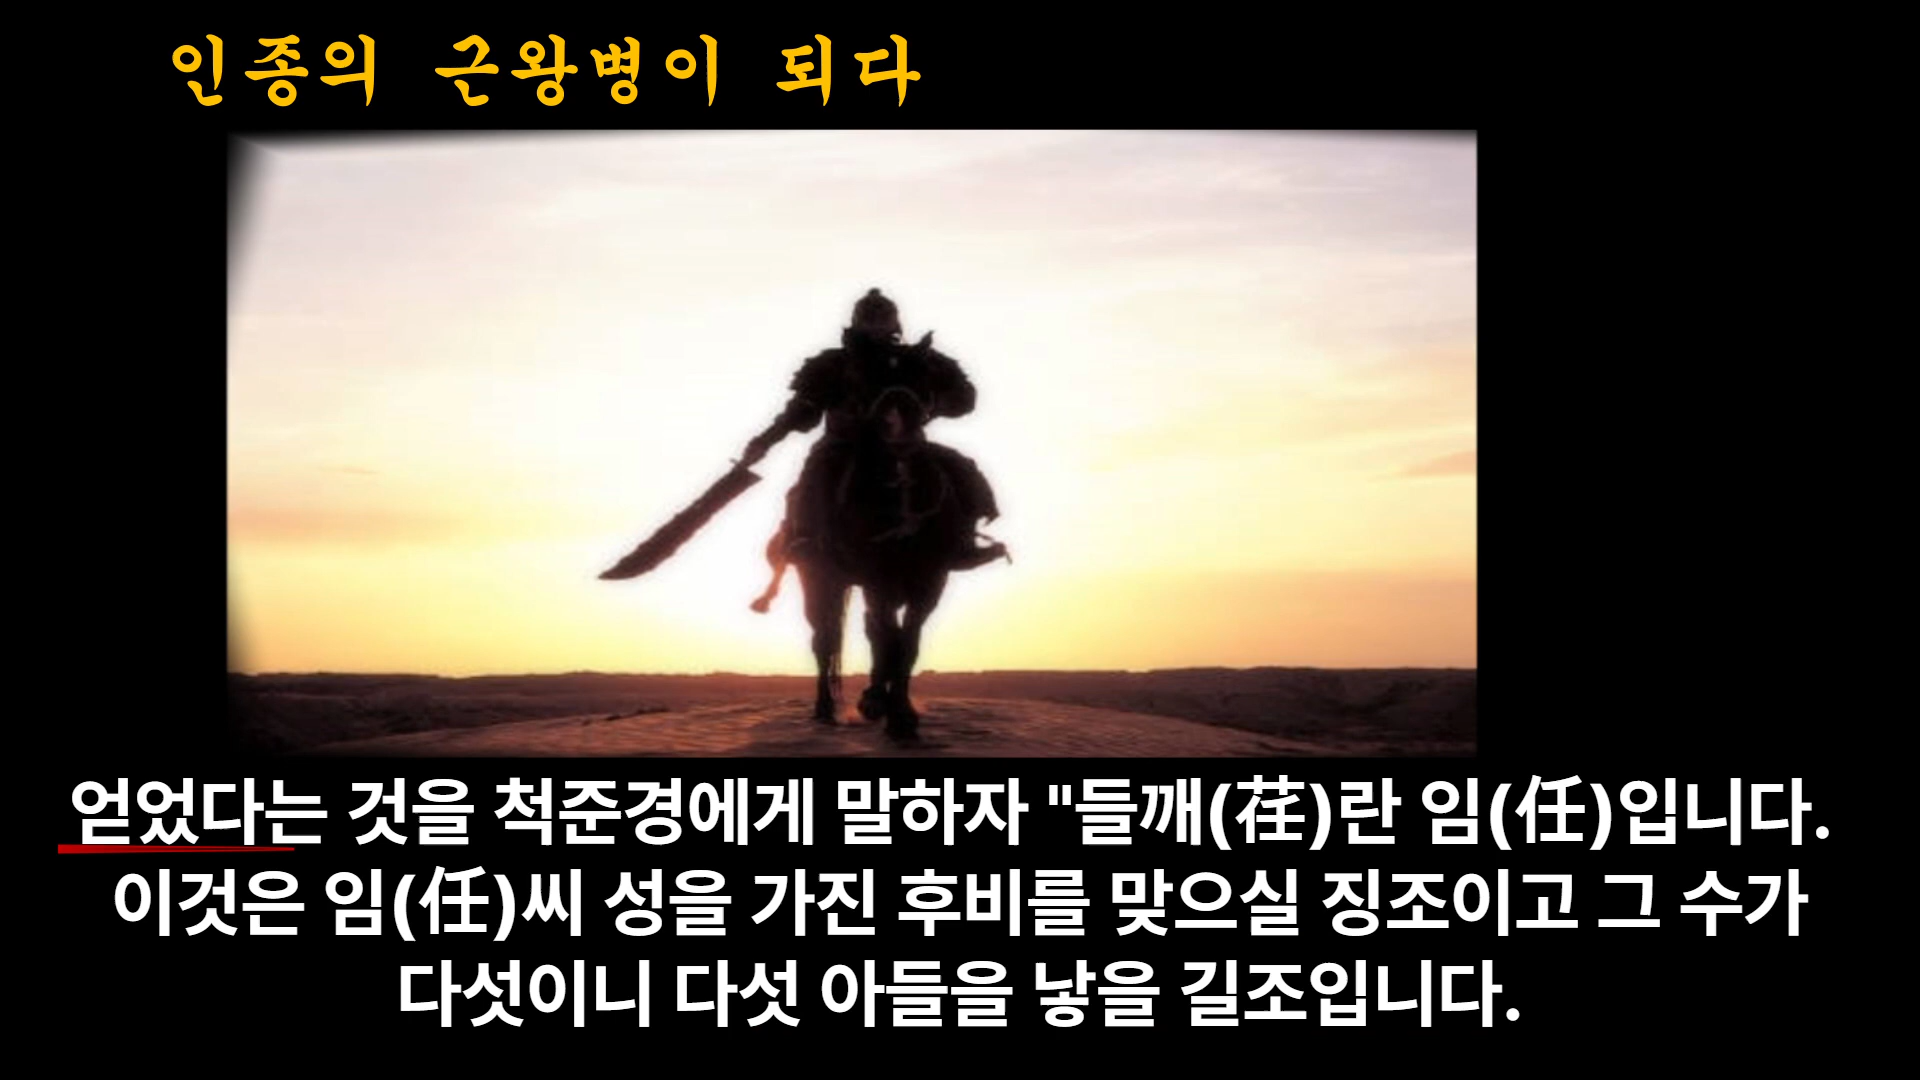 인종의 근왕병이 되다
얻었다는 것을 척준경에게 말하자 "들깨(荏)란 임(任)입니다.
이것은 임(任)씨 성을 가진 후비를 맞으실 징조이고 그 수가
다섯이니 다섯 아들을 낳을 길조입니다.